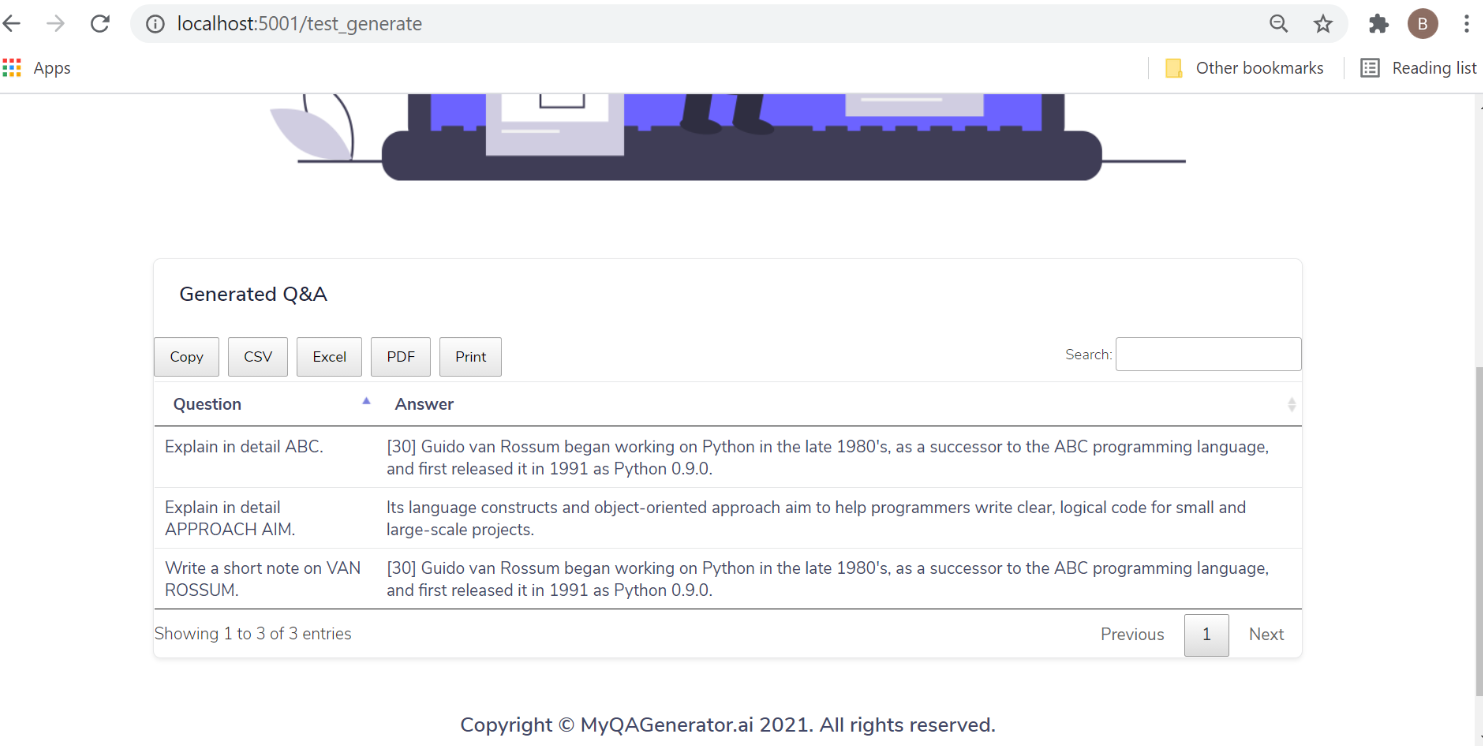 localhost:5001/test_generate
B
Apps
Other bookmarks
Reading list
Generated Q&A
Copy CSV Excel PDF Print Search:
Question Answer
Explain in detail ABC. [30] Guido van Rossum began working on Python in the late 1980's, as a successor to the ABC programming language,
and first released it in 1991 as Python 0.9.0.
Explain in detail Its language constructs and object-oriented approach aim to help programmers write clear, logical code for small and
APPROACH AIM. large-scale projects.
Write a short note on VAN [30] Guido van Rossum began working on Python in the late 1980's, as a successor to the ABC programming language,
ROSSUM. and first released it in 1991 as Python 0.9.0.
Showing 1 to 3 of 3 entries Previous 1 Next
Copyright © MyQAGenerator.ai 2021. All rights reserved.